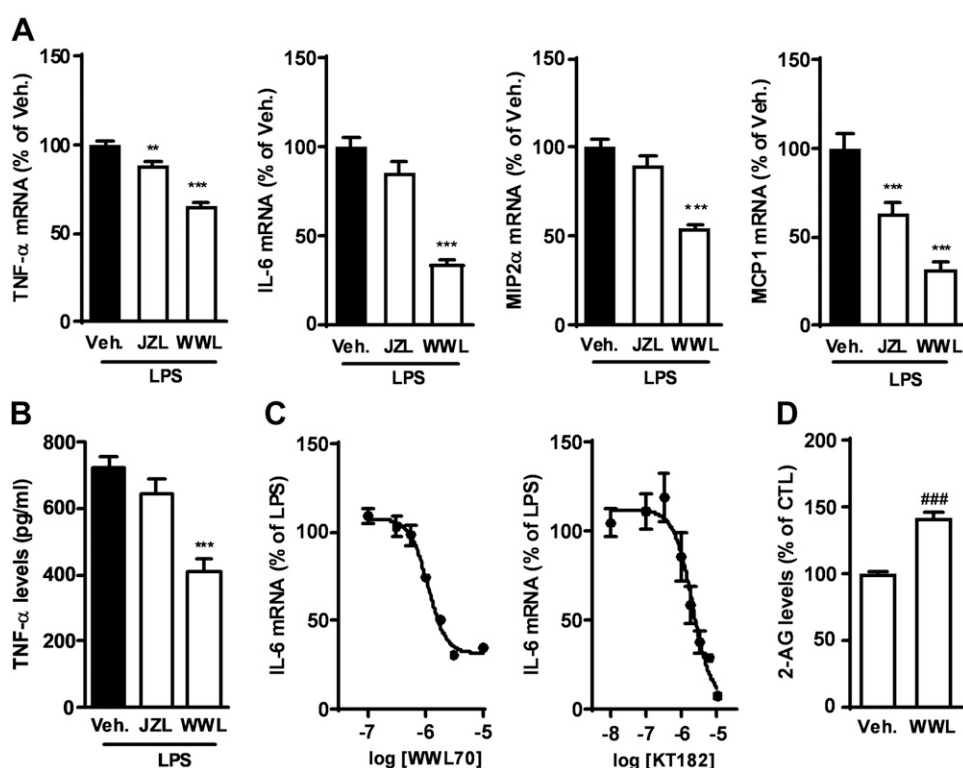 A
TNF-α mRNA (% of Veh.)
150
100
50
0
**
***
Veh. JZL WWL
LPS
IL-6 mRNA (% of Veh.)
150
100
50
0
***
Veh. JZL WWL
LPS
MIP2α mRNA (% of Veh.)
150
100
50
0
***
Veh. JZL WWL
LPS
MCP1 mRNA (% of Veh.)
150
100
50
0
***
***
Veh. JZL WWL
LPS
B
TNF-α levels (pg/ml)
800
600
400
200
0
***
Veh. JZL WWL
LPS
C
IL-6 mRNA (% of LPS)
150
100
50
0
-7 -6 -5
log [WWL70]
IL-6 mRNA (% of LPS)
150
100
50
0
-8 -7 -6 -5
log [KT182]
D
2-AG levels (% of CTL)
200
150
100
50
0
###
Veh. WWL